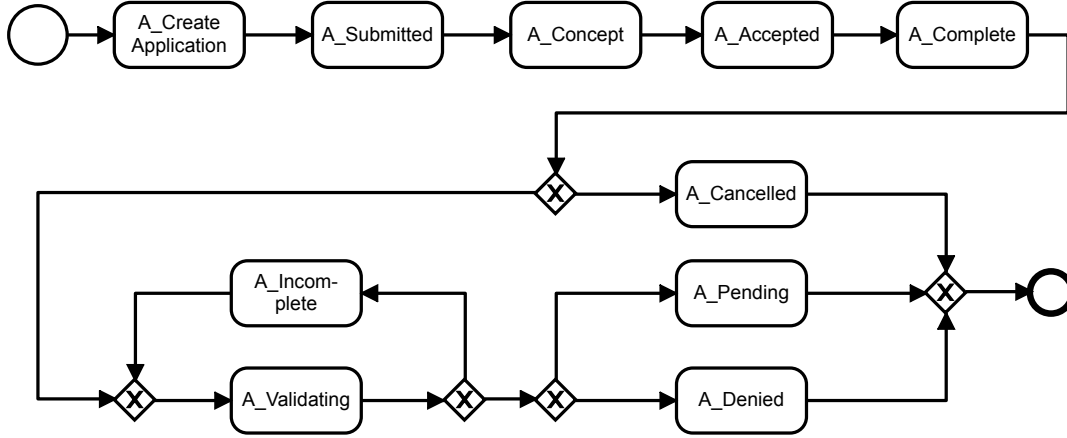 A_Create
Application
A_Submitted
A_Concept
A_Accepted
A_Complete
X
A_Cancelled
A_Incom-
plete
A_Pending
X
X
A_Validating
X
X
A_Denied